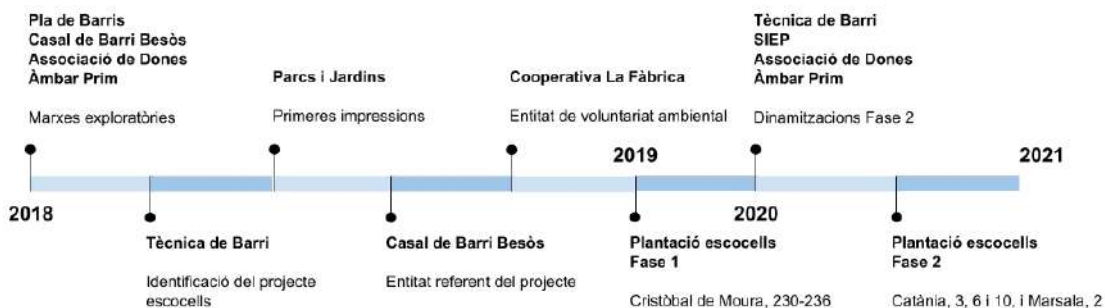 Pla de Barris
Casal de Barri Besòs
Associació de Dones
Àmbar Prim
Marxes exploratòries
Parcs i Jardins
Primeres impressions
Cooperativa La Fàbrica
Entitat de voluntariat ambiental
Tècnica de Barri
SIEP
Associació de Dones
Àmbar Prim
Dinamitzacions Fase 2
2019
2021
2018
2020
Tècnica de Barri
Identificació del projecte
escocells
Casal de Barri Besòs
Entitat referent del projecte
Plantació escocells
Fase 1
Cristòbal de Moura, 230-236
Plantació escocells
Fase 2
Catània, 3, 6 i 10, i Marsala, 2